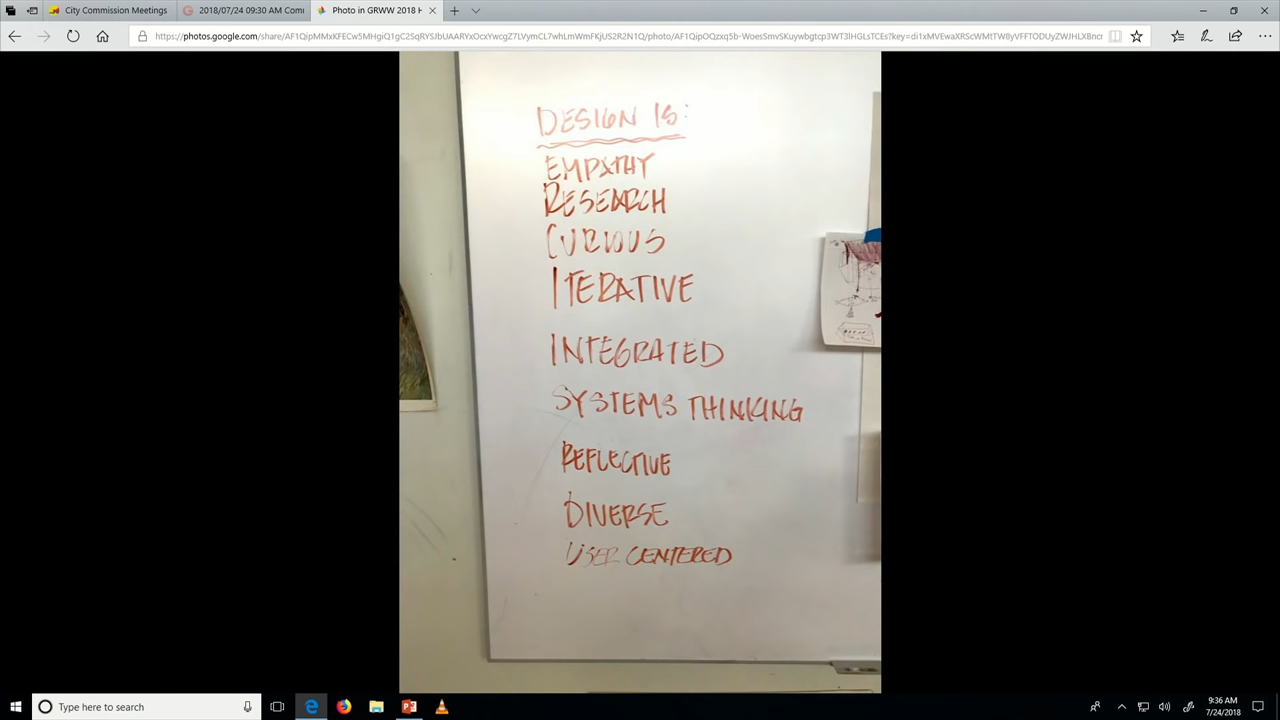 City Commission Meetings
2018/07/24 09:30 AM Com
Photo in GRWW 2018 H
DESIGN IS:
EMPATHY
RESEARCH
CURIOUS
ITERATIVE
INTEGRATED
SYSTEMS THINKING
REFLECTIVE
DIVERSE
USER CENTERED
Type here to search
9:36 AM
7/24/2018